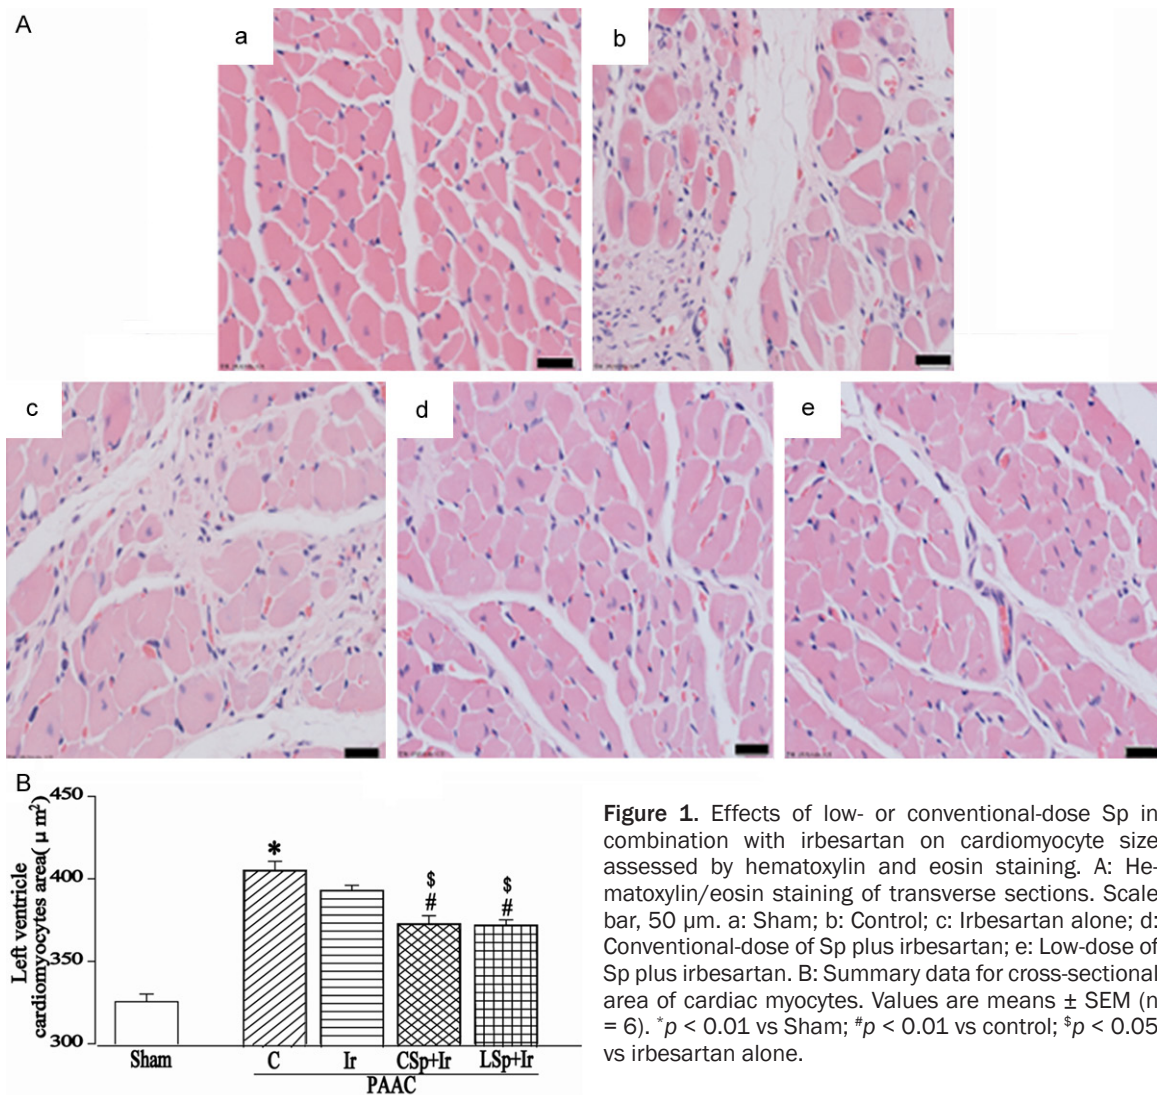 A
a
b
c
d
e
B
Left ventricle
cardiomyocytes area( μ m²)
450
400
350
300
*
$
#
$
#
Sham
C
Ir
CSp+Ir
LSp+Ir
PAAC
Figure 1. Effects of low- or conventional-dose Sp in
combination with irbesartan on cardiomyocyte size
assessed by hematoxylin and eosin staining. A: He-
matoxylin/eosin staining of transverse sections. Scale
bar, 50 μm. a: Sham; b: Control; c: Irbesartan alone; d:
Conventional-dose of Sp plus irbesartan; e: Low-dose of
Sp plus irbesartan. B: Summary data for cross-sectional
area of cardiac myocytes. Values are means ± SEM (n
= 6). *p < 0.01 vs Sham; #p < 0.01 vs control; $p < 0.05
vs irbesartan alone.